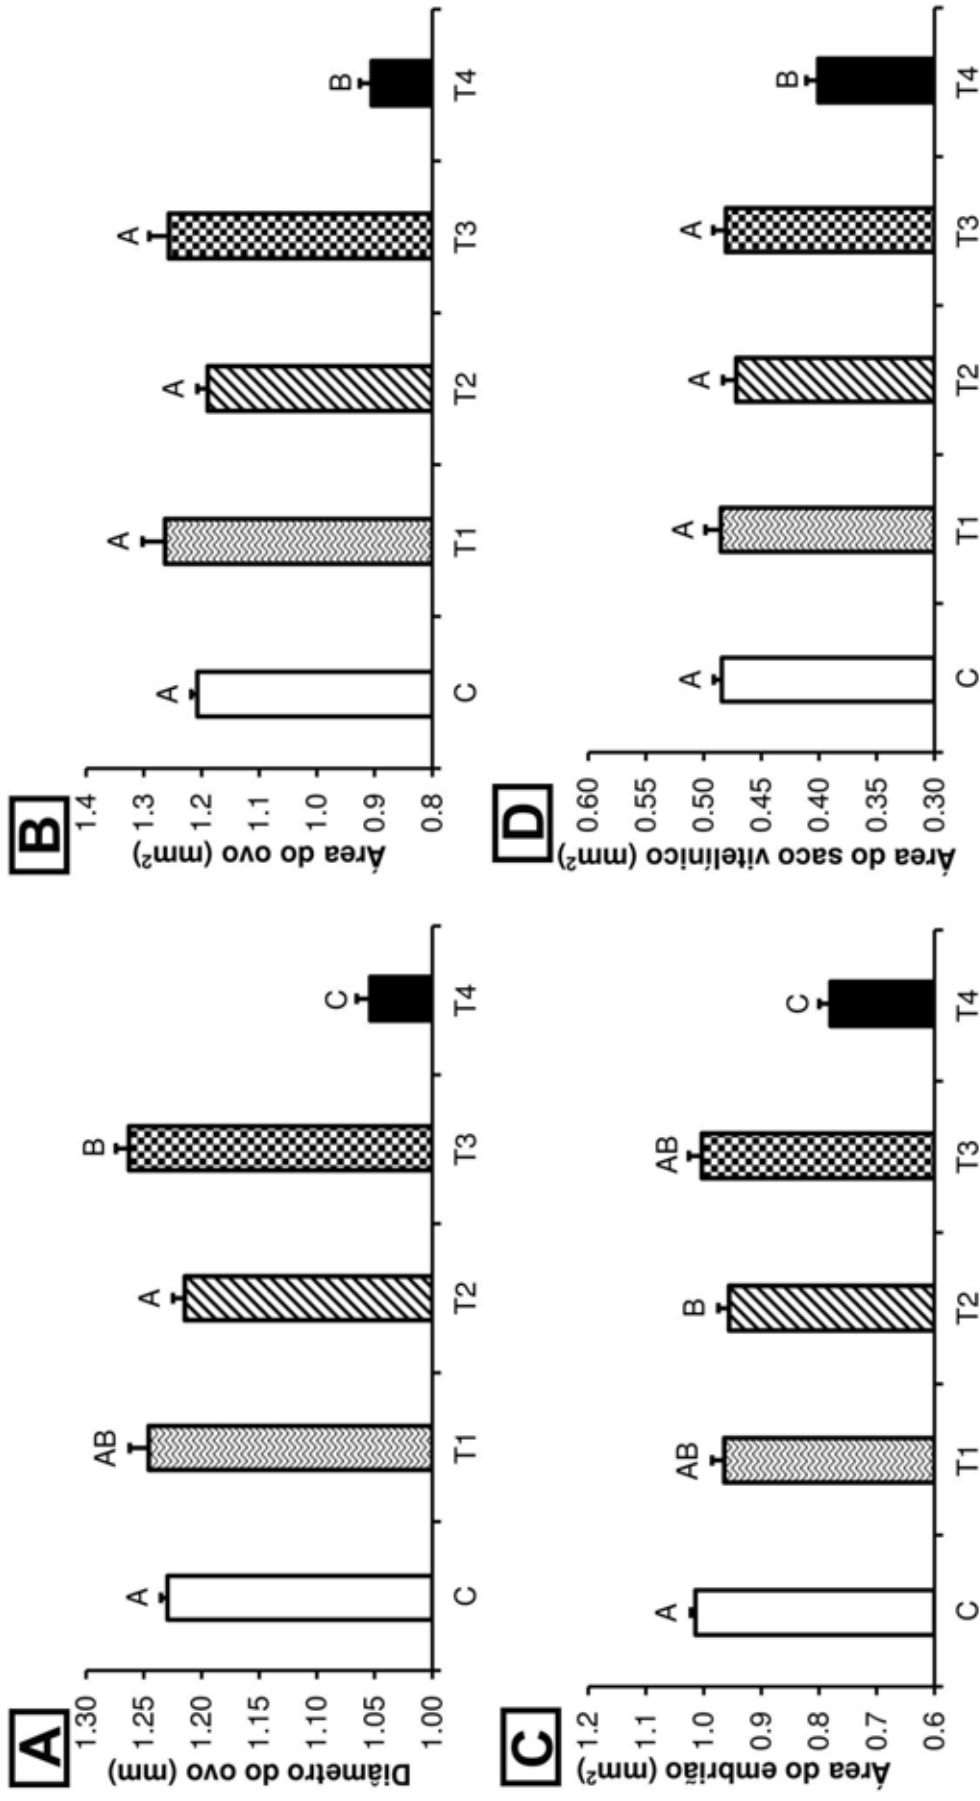 A
Diâmetro do ovo (mm)
1.30
1.25
1.20
1.15
1.10
1.05
1.00
A
AB
A
B
C
C
T1
T2
T3
T4
B
Área do ovo (mm²)
1.4
1.3
1.2
1.1
1.0
0.9
0.8
A
A
A
A
B
C
T1
T2
T3
T4
C
Área do embrião (mm²)
1.2
1.1
1.0
0.9
0.8
0.7
0.6
A
AB
B
AB
C
C
T1
T2
T3
T4
D
Área do saco vitelínico (mm²)
0.60
0.55
0.50
0.45
0.40
0.35
0.30
A
A
A
A
B
C
T1
T2
T3
T4